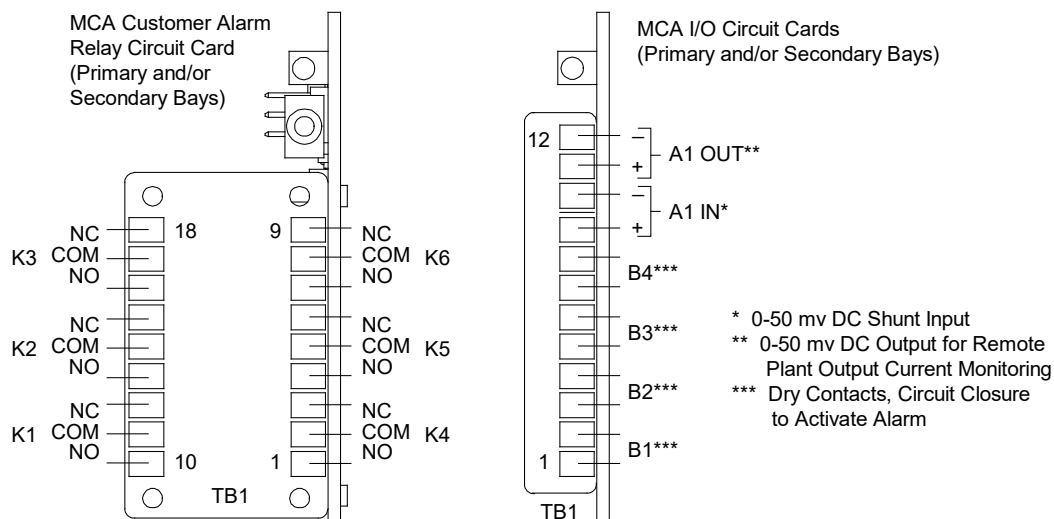 MCA Customer Alarm
Relay Circuit Card
(Primary and/or
Secondary Bays)
NC 18 9 NC
K3 COM COM K6
NO NO
NC NC
K2 COM COM K5
NO NO
NC NC
K1 COM COM K4
NO 10 1 NO
TB1
MCA I/O Circuit Cards
(Primary and/or Secondary Bays)
12 –
A1 OUT**
+
–
A1 IN*
+
B4***
B3***
B2***
B1***
1
TB1
* 0-50 mv DC Shunt Input
** 0-50 mv DC Output for Remote
Plant Output Current Monitoring
*** Dry Contacts, Circuit Closure
to Activate Alarm